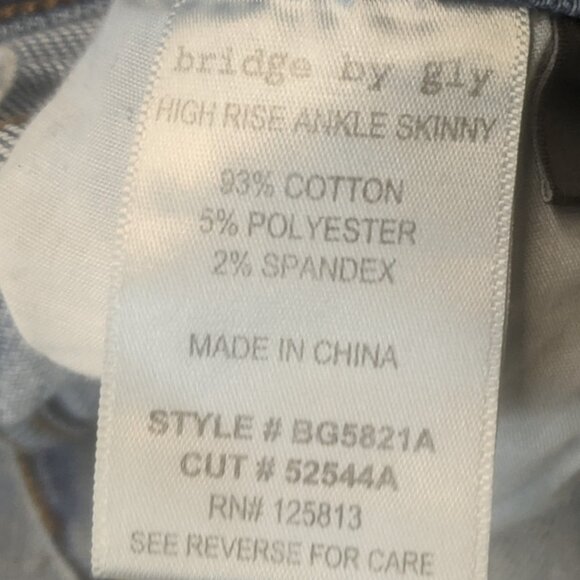 bridge by gly
HIGH RISE ANKLE SKINNY
93% COTTON
5% POLYESTER
2% SPANDEX
MADE IN CHINA
STYLE # BG5821A
CUT # 52544A
RN# 125813
SEE REVERSE FOR CARE